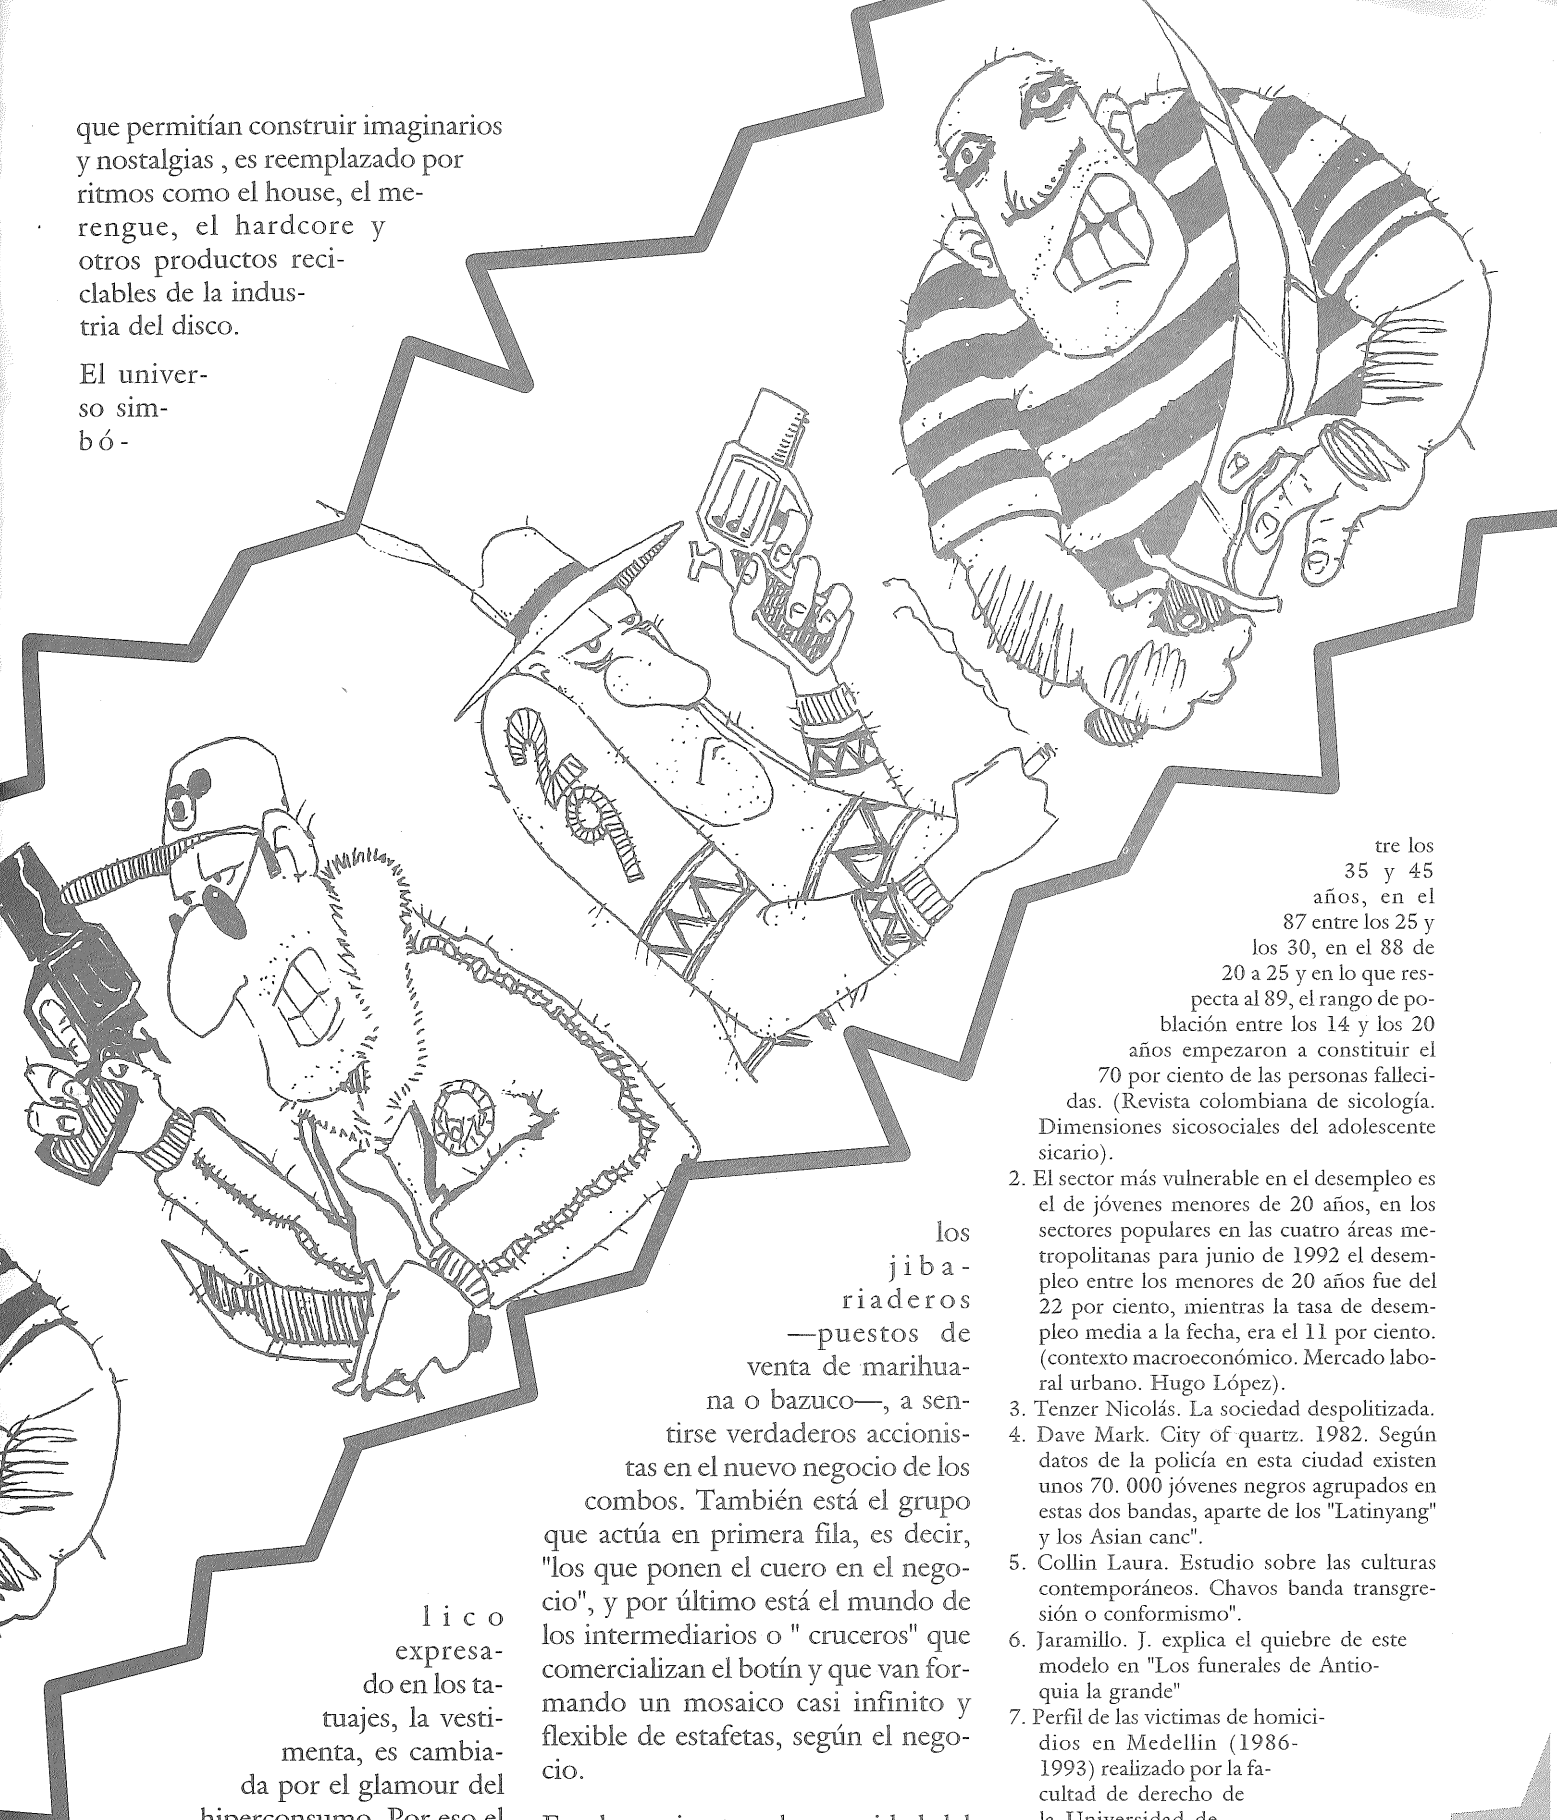 que permitían construir imaginarios
y nostalgias , es reemplazado por
ritmos como el house, el me-
rengue, el hardcore y
otros productos reci-
clables de la indus-
tria del disco.
El univer-
so sim-
bó-
lico
expresa-
do en los ta-
tuajes, la vesti-
menta, es cambia-
da por el glamour del
hiperconsumo. Por eso el
los
jiba-
riaderos
—puestos de
venta de marihua-
na o bazuco—, a sen-
tirse verdaderos accionis-
tas en el nuevo negocio de los
combos. También está el grupo
que actúa en primera fila, es decir,
"los que ponen el cuero en el nego-
cio", y por último está el mundo de
los intermediarios o " cruceros" que
comercializan el botín y que van for-
mando un mosaico casi infinito y
flexible de estafetas, según el nego-
cio.
tre los
35 y 45
años, en el
87 entre los 25 y
los 30, en el 88 de
20 a 25 y en lo que res-
pecta al 89, el rango de po-
blación entre los 14 y los 20
años empezaron a constituir el
70 por ciento de las personas falleci-
das. (Revista colombiana de sicología.
Dimensiones sicosociales del adolescente
sicario).
2. El sector más vulnerable en el desempleo es
el de jóvenes menores de 20 años, en los
sectores populares en las cuatro áreas me-
tropolitanas para junio de 1992 el desem-
pleo entre los menores de 20 años fue del
22 por ciento, mientras la tasa de desem-
pleo media a la fecha, era el 11 por ciento.
(contexto macroeconómico. Mercado labo-
ral urbano. Hugo López).
3. Tenzer Nicolás. La sociedad despolitizada.
4. Dave Mark. City of quartz. 1982. Según
datos de la policía en esta ciudad existen
unos 70. 000 jóvenes negros agrupados en
estas dos bandas, aparte de los "Latinyang"
y los Asian canc".
5. Collin Laura. Estudio sobre las culturas
contemporáneos. Chavos banda transgre-
sión o conformismo".
6. Jaramillo. J. explica el quiebre de este
modelo en "Los funerales de Antio-
quia la grande"
7. Perfil de las victimas de homici-
dios en Medellin (1986-
1993) realizado por la fa-
cultad de derecho de
la Universidad de